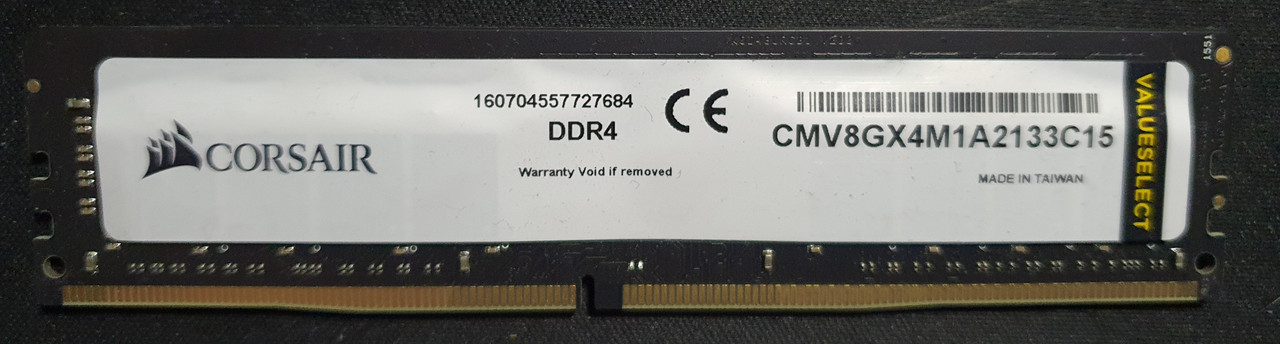 1551
160704557727684
DDR4
Warranty Void if removed
CE
CORSAIR
CMV8GX4M1A2133C15
MADE IN TAIWAN
VALUESELECT